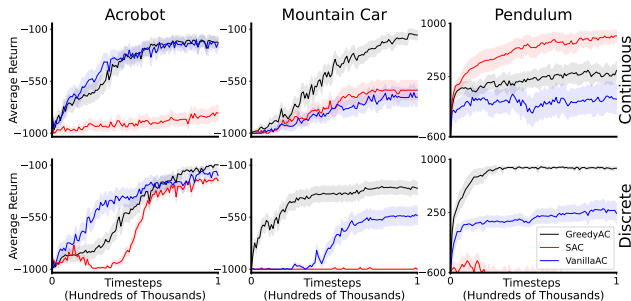 Acrobot
Mountain Car
Pendulum
Average Return
−100
−550
−1000
−100
−550
−1000
1000
250
−600
Continuous
Average Return
−100
−550
−1000
−100
−550
−1000
1000
250
−600
Discrete
GreedyAC
SAC
VanillaAC
0
1
0
1
0
1
Timesteps
(Hundreds of Thousands)
Timesteps
(Hundreds of Thousands)
Timesteps
(Hundreds of Thousands)